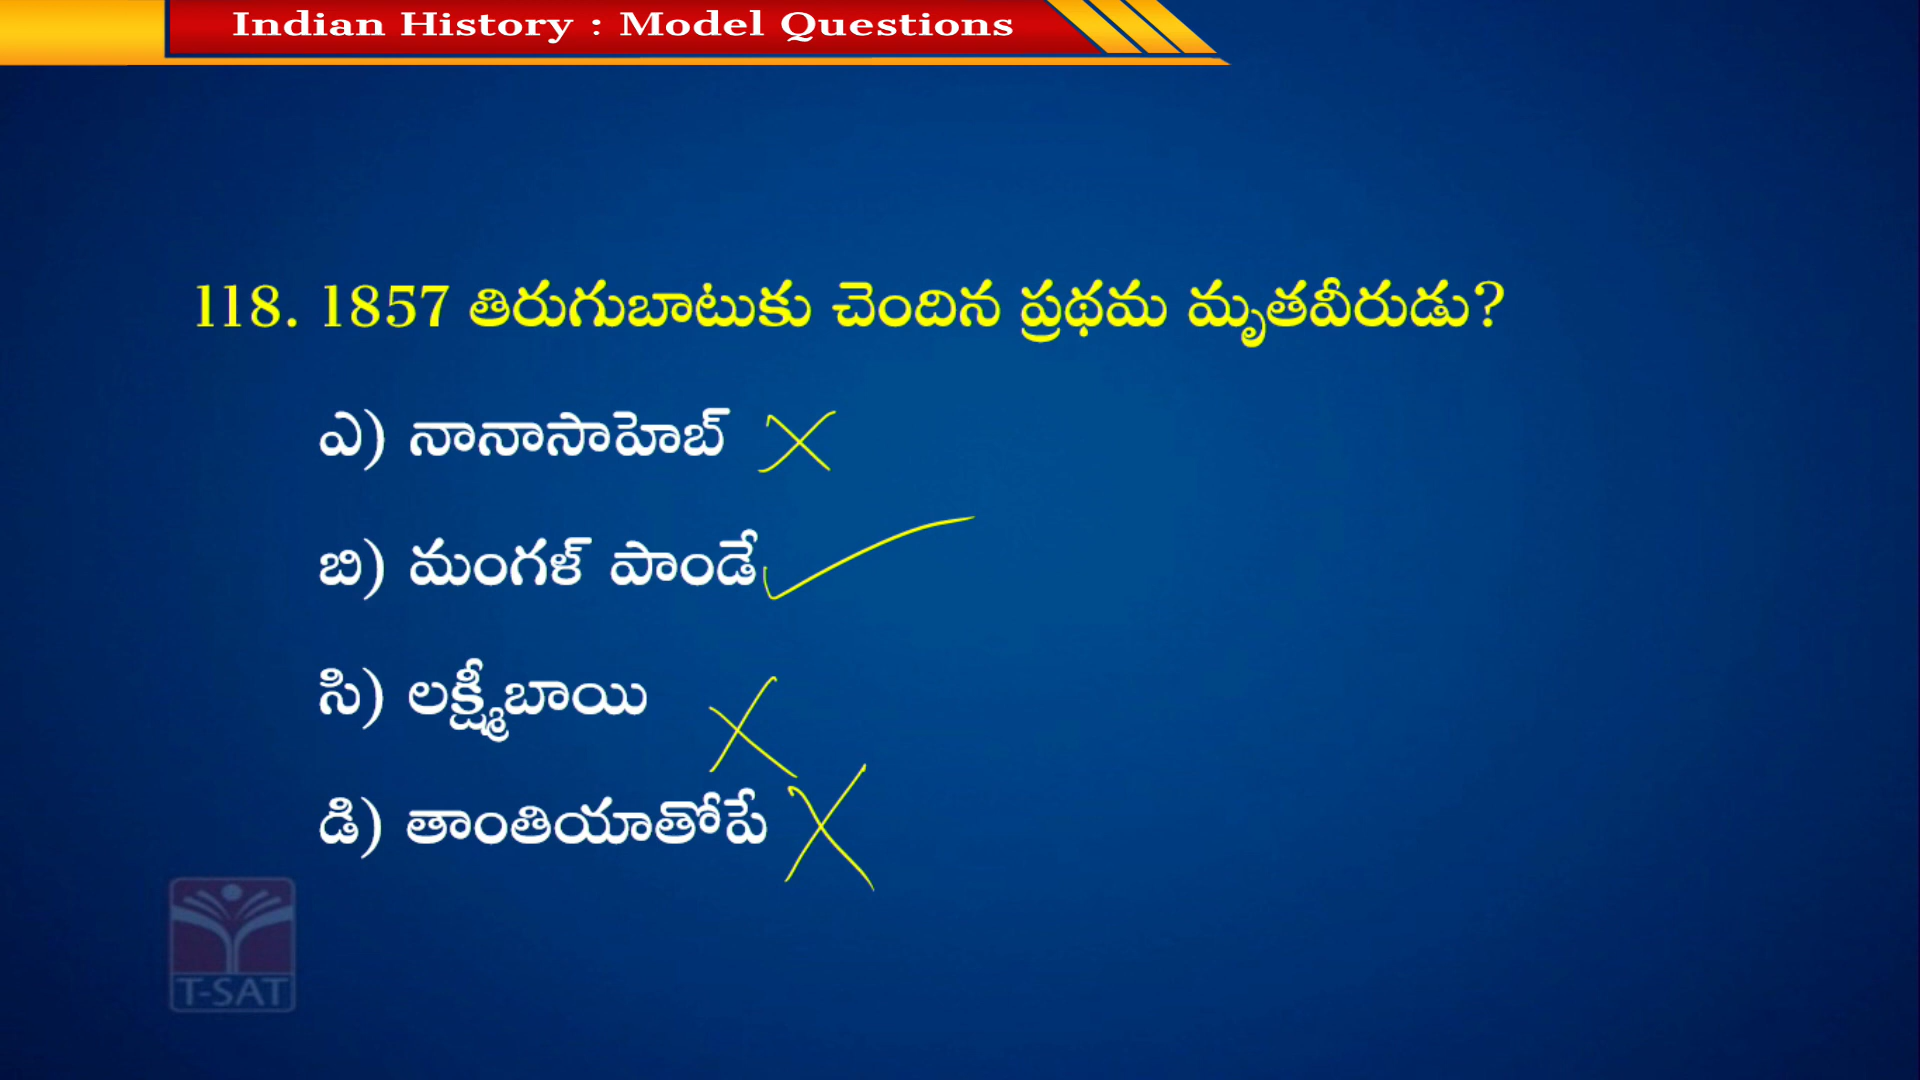 Indian History : Model Questions
118. 1857 తిరుగుబాటుకు చెందిన ప్రథమ మృతవీరుడు?
ఎ) నానాసాహెబ్
బి) మంగళ్ పాండే
సి) లక్ష్మీబాయి
డి) తాంతియాతోపే
T-SAT